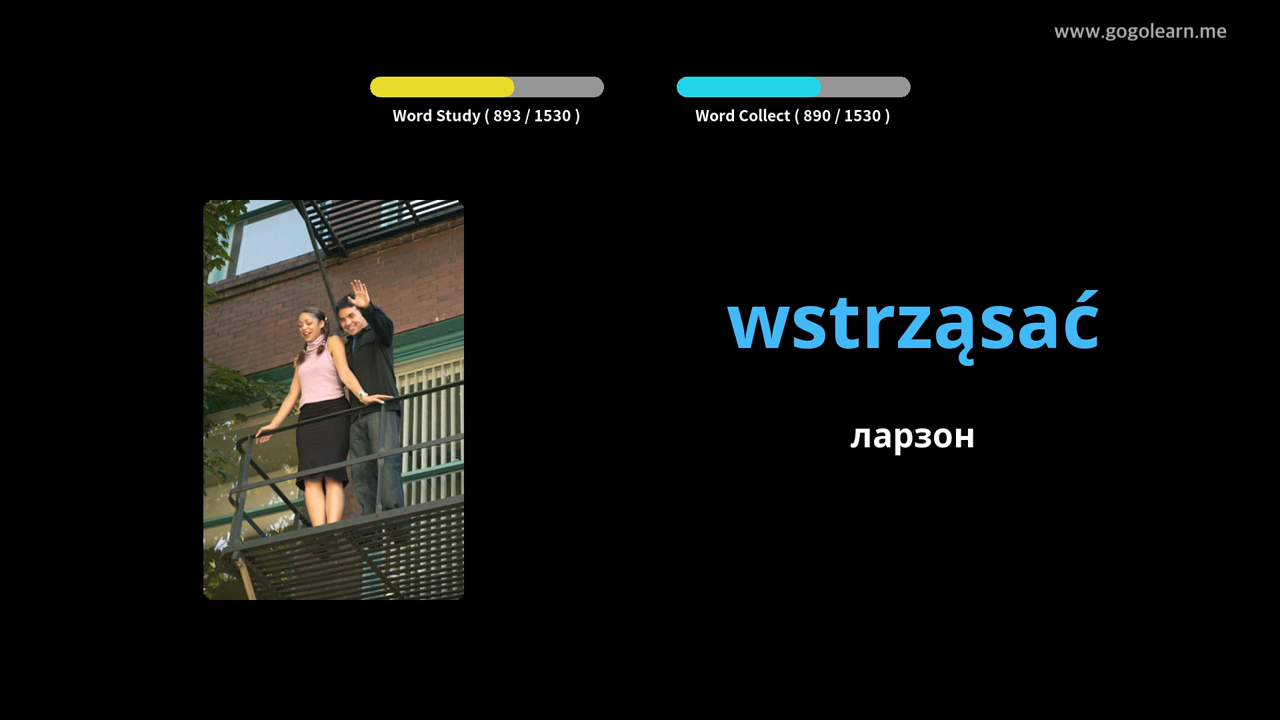 www.gogolearn.me
Word Study ( 893 / 1530 )
Word Collect ( 890 / 1530 )
wstrząsać
ларзон